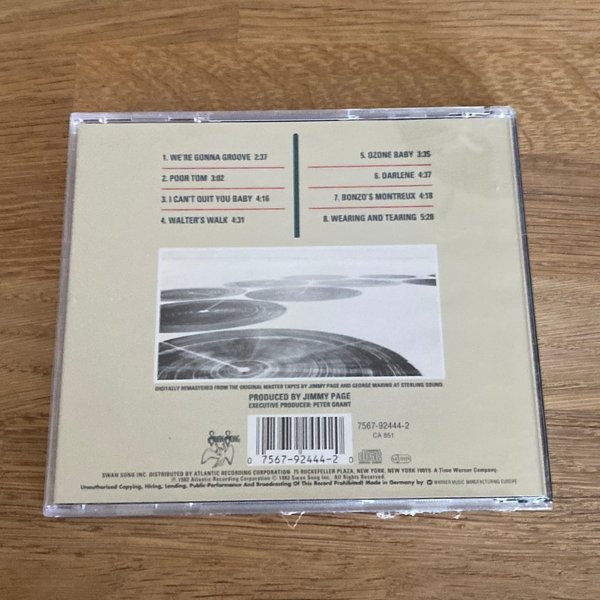 1. WE'RE GONNA GROOVE 2:37
2. POOR TOM 3:02
3. I CAN'T QUIT YOU BABY 4:16
4. WALTER'S WALK 4:31
5. OZONE BABY 3:35
6. DARLENE 4:37
7. BONZO'S MONTREUX 4:18
8. WEARING AND TEARING 5:28
DIGITALLY REMASTERED FROM THE ORIGINAL MASTER TAPES BY JIMMY PAGE AND GEORGE MARINO AT STERLING SOUND.
PRODUCED BY JIMMY PAGE
EXECUTIVE PRODUCER: PETER GRANT
7567-92444-2
CA 851
0 7567-92444-2 0
SWAN SONG
SWAN SONG INC. DISTRIBUTED BY ATLANTIC RECORDING CORPORATION 75 ROCKEFELLER PLAZA, NEW YORK, NEW YORK 10019. A Time Warner Company.
℗ 1982 Atlantic Recording Corporation © 1982 Swan Song Inc. All Rights Reserved.
Unauthorised Copying, Hiring, Lending, Public Performance And Broadcasting Of This Record Prohibited! Made in Germany by WARNER MUSIC MANUFACTURING EUROPE